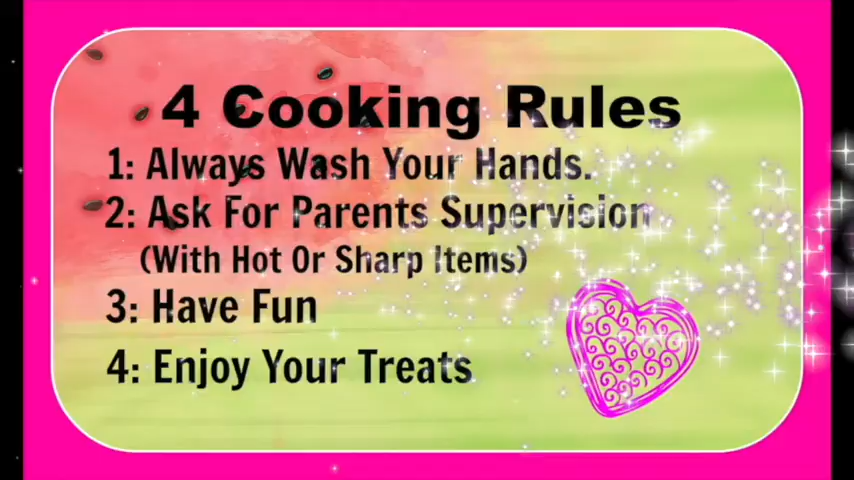 4 Cooking Rules
1: Always Wash Your Hands.
2: Ask For Parents Supervision
(With Hot Or Sharp Items)
3: Have Fun
4: Enjoy Your Treats